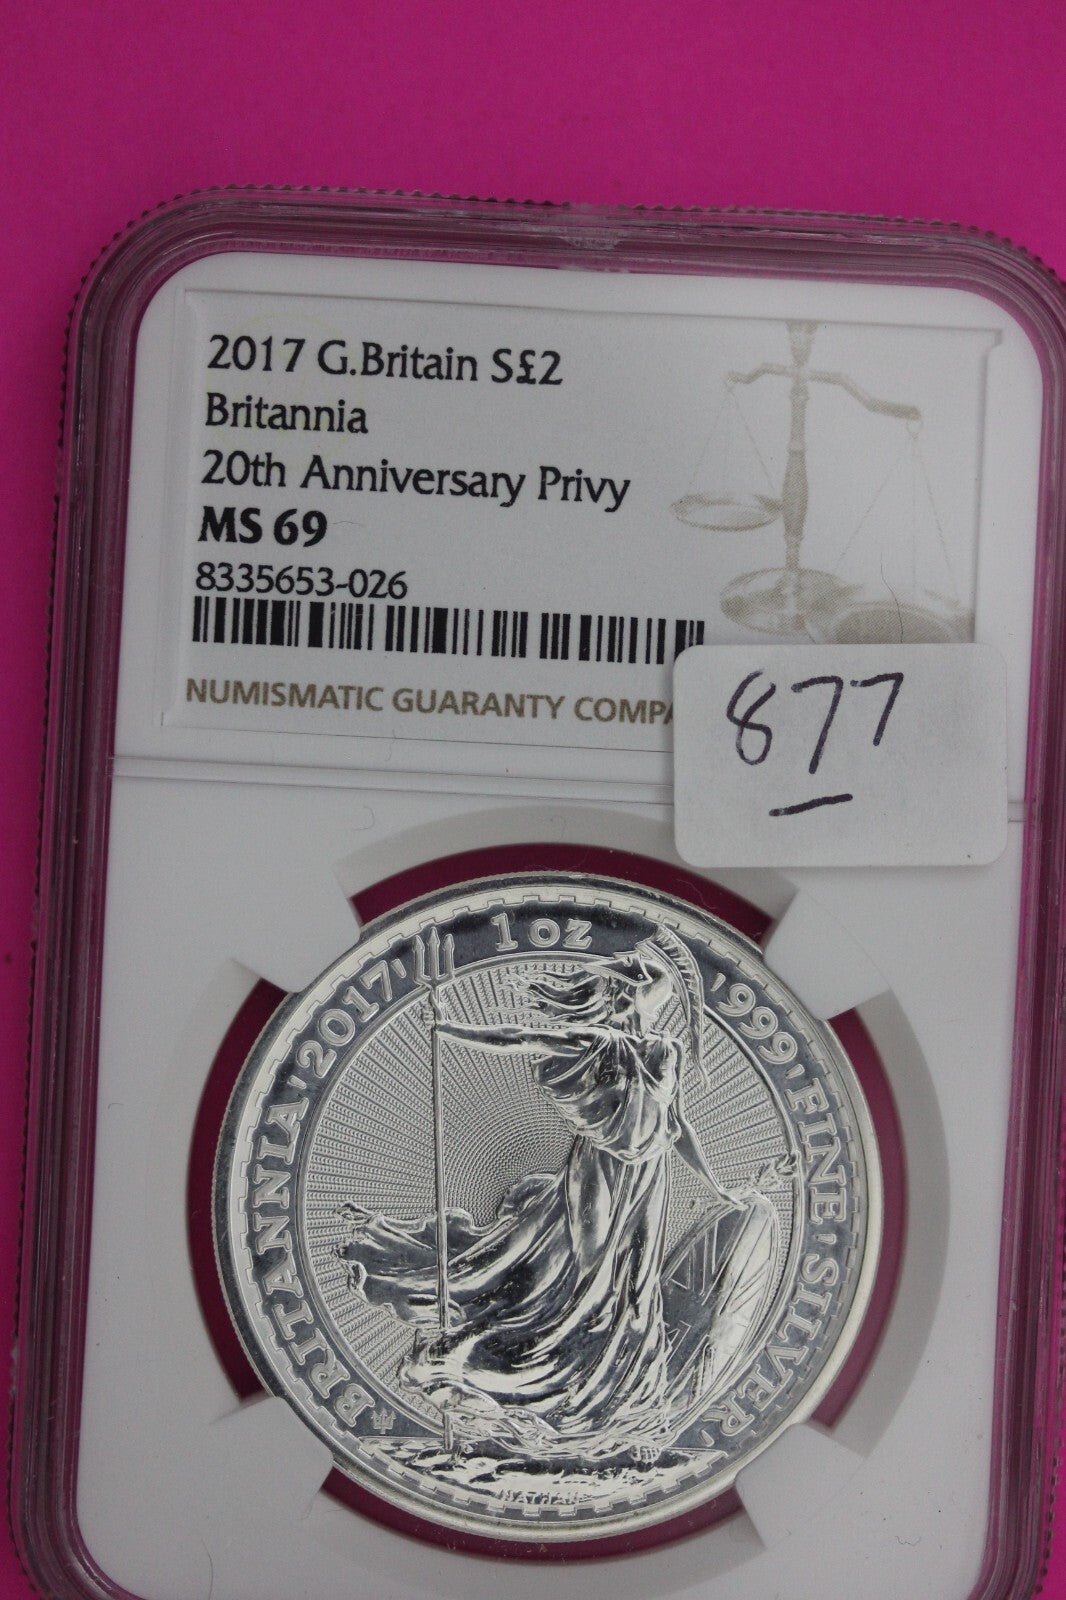 2017 G.Britain S£2
Britannia
20th Anniversary Privy
MS 69
8335653-026
NUMISMATIC GUARANTY
877
1 OZ
BRITANNIA '2017' '999' FINE 'SILVER'
NATHAN